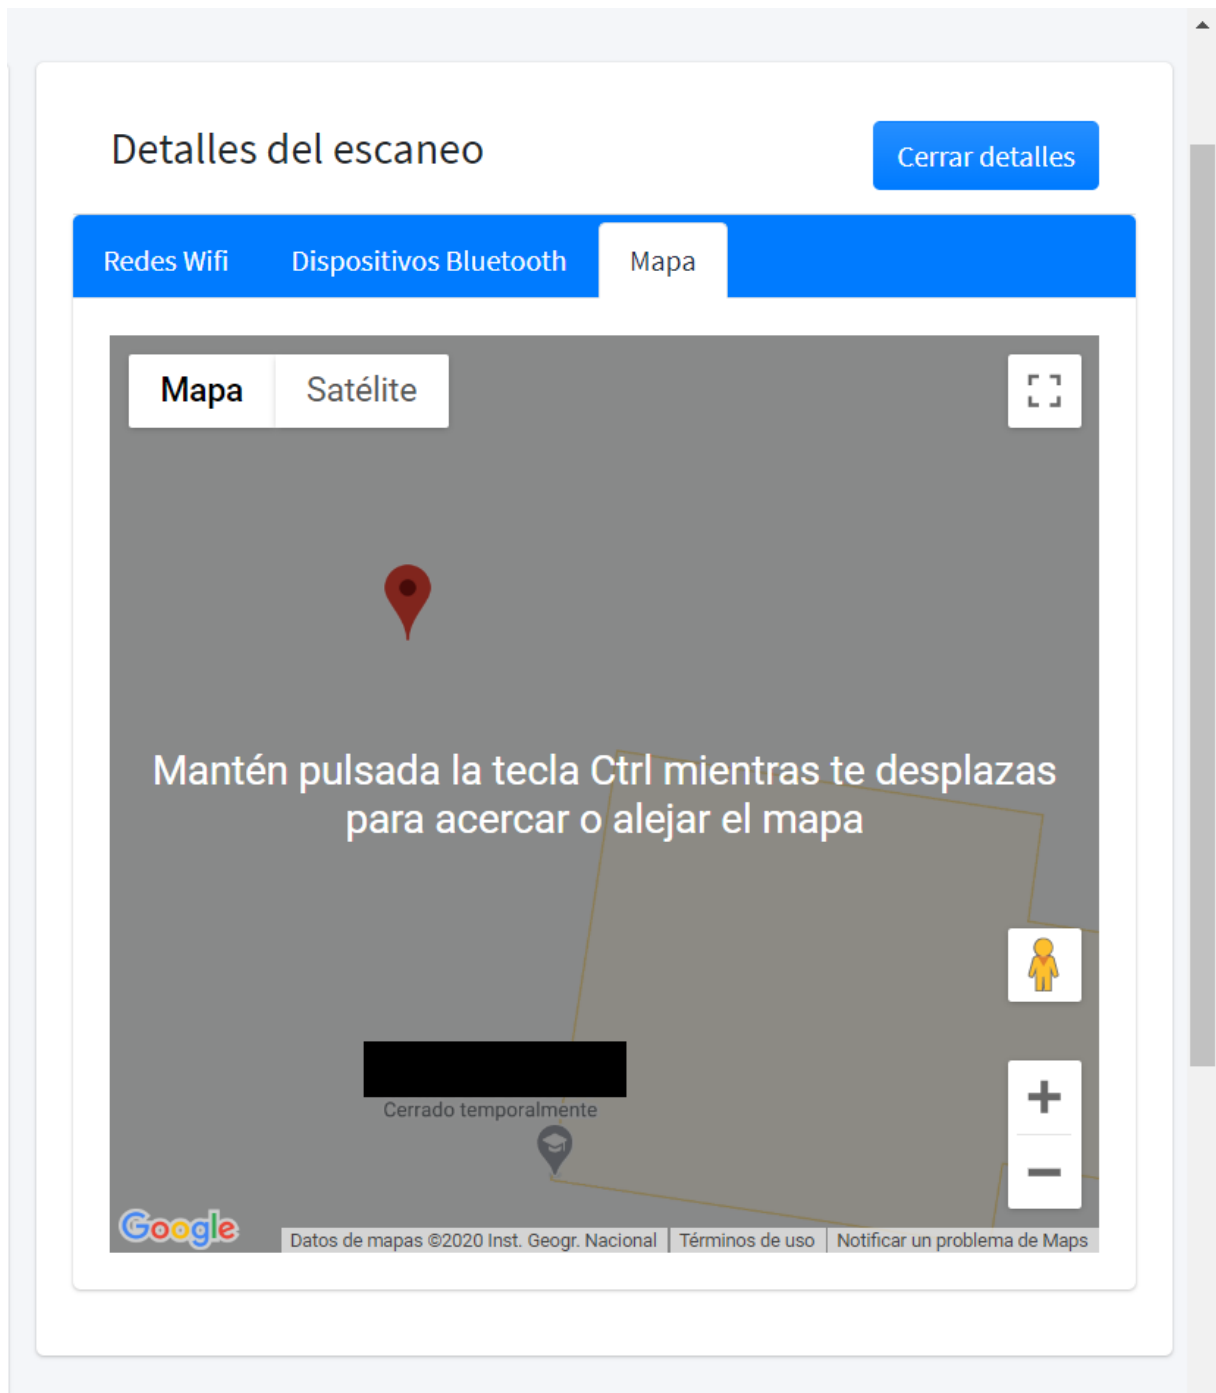 Detalles del escaneo
Cerrar detalles
Redes Wifi
Dispositivos Bluetooth
Mapa
Mapa
Satélite
Mantén pulsada la tecla Ctrl mientras te desplazas
para acercar o alejar el mapa
Cerrado temporalmente
Google
Datos de mapas ©2020 Inst. Geogr. Nacional
Términos de uso
Notificar un problema de Maps